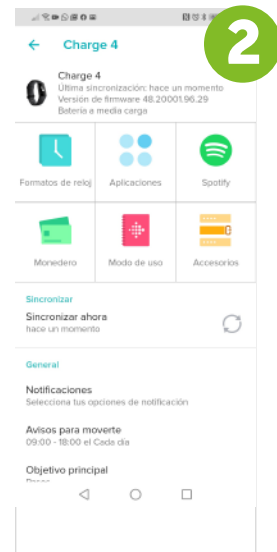 2
Charge 4
Charge 4
Última sincronización: hace un momento
Versión de firmware 48.20001.96.29
Batería a media carga
Formatos de reloj
Aplicaciones
Spotify
Monedero
Modo de uso
Accesorios
Sincronizar
Sincronizar ahora
hace un momento
General
Notificaciones
Selecciona tus opciones de notificación
Avisos para moverte
09:00 - 18:00 el Cada día
Objetivo principal
Pasos